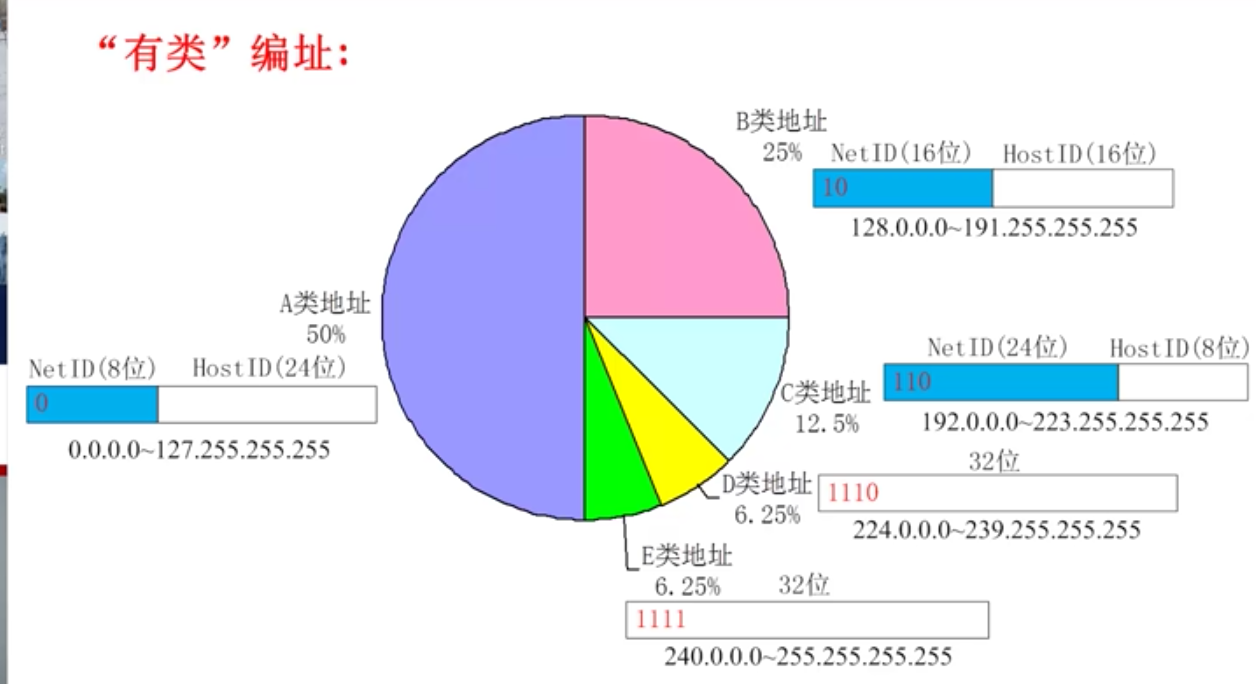 “有类”编址:
B类地址
25%
NetID(16位) HostID(16位)
10
128.0.0.0~191.255.255.255
A类地址
50%
NetID(8位) HostID(24位)
0
0.0.0.0~127.255.255.255
NetID(24位) HostID(8位)
110
C类地址
12.5%
192.0.0.0~223.255.255.255
32位
D类地址
6.25%
1110
224.0.0.0~239.255.255.255
E类地址
6.25% 32位
1111
240.0.0.0~255.255.255.255